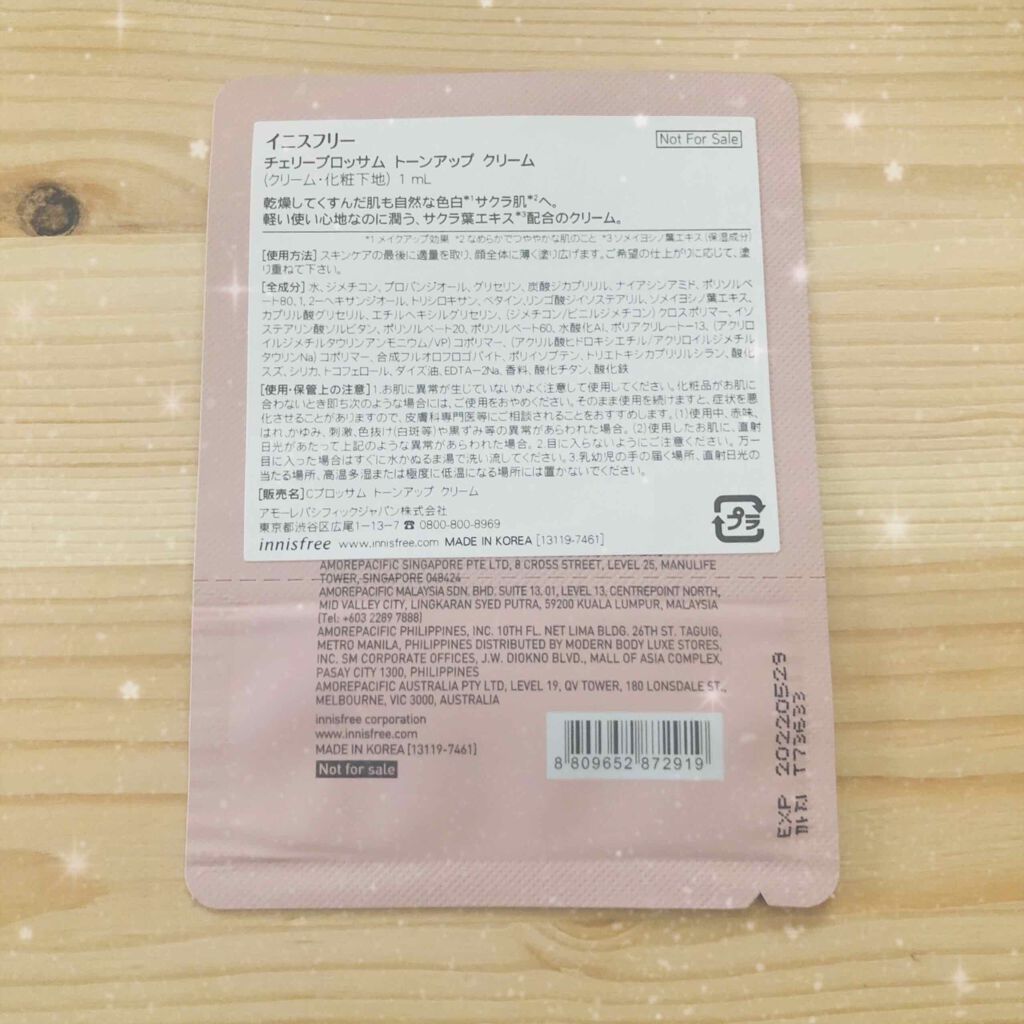 イニスフリー
Not For Sale
チェリーブロッサム トーンアップ クリーム
(クリーム・化粧下地) 1 mL
乾燥してくすんだ肌も自然な色白*¹サクラ肌*²へ。
軽い使い心地なのに潤う、サクラ葉エキス*³配合のクリーム。
*1 メイクアップ効果 *2 なめらかでつややかな肌のこと *3 ソメイヨシノ葉エキス(保湿成分)
[使用方法] スキンケアの最後に適量を取り、顔全体に薄く塗り広げます。ご希望の仕上がりに応じて、塗
り重ねて下さい。
[全成分] 水、ジメチコン、プロパンジオール、グリセリン、炭酸ジカプリリル、ナイアシンアミド、ポリソルベ
ート80、1,2ーヘキサンジオール、トリシロキサン、ベタイン、リンゴ酸ジイソステアリル、ソメイヨシノ葉エキス、
カプリル酸グリセリル、エチルヘキシルグリセリン、(ジメチコン/ビニルジメチコン)クロスポリマー、イソ
ステアリン酸ソルビタン、ポリソルベート20、ポリソルベート60、水酸化Al、ポリアクリレートー13、(アクリロ
イルジメチルタウリンアンモニウム/VP)コポリマー、(アクリル酸ヒドロキシエチル/アクリロイルジメチル
タウリンNa)コポリマー、合成フルオロフロゴパイト、ポリイソブテン、トリエトキシカプリリルシラン、酸化
スズ、シリカ、トコフェロール、ダイズ油、EDTAー2Na、香料、酸化チタン、酸化鉄
[使用・保管上の注意] 1.お肌に異常が生じていないかよく注意して使用してください。化粧品がお肌に
合わないとき即ち次のような場合には、ご使用をおやめください。そのまま使用を続けますと、症状を悪
化させることがありますので、皮膚科専門医等にご相談されることをおすすめします。(1)使用中、赤味、
はれ、かゆみ、刺激、色抜け(白斑等)や黒ずみ等の異常があらわれた場合。(2)使用したお肌に、直射
日光があたって上記のような異常があらわれた場合。2.目に入らないようにご注意ください。万一
目に入った場合はすぐに水かぬるま湯で洗い流してください。3.乳幼児の手の届く場所、直射日光の
当たる場所、高温多湿または極度に低温になる場所には置かないでください。
[販売名] Cブロッサム トーンアップ クリーム
アモーレパシフィックジャパン株式会社
東京都渋谷区広尾1ー13ー7 ☎ 0800-800-8969
innisfree www.innisfree.com MADE IN KOREA [13119-7461]
プラ
AMOREPACIFIC SINGAPORE PTE LTD, 8 CROSS STREET, LEVEL 25, MANULIFE
TOWER, SINGAPORE 048424
AMOREPACIFIC MALAYSIA SDN. BHD. SUITE 13.01, LEVEL 13, CENTREPOINT NORTH,
MID VALLEY CITY, LINGKARAN SYED PUTRA, 59200 KUALA LUMPUR, MALAYSIA
(Tel: +603 2289 7888)
AMOREPACIFIC PHILIPPINES, INC. 10TH FL. NET LIMA BLDG. 26TH ST. TAGUIG,
METRO MANILA, PHILIPPINES DISTRIBUTED BY MODERN BODY LUXE STORES,
INC. SM CORPORATE OFFICES, J.W. DIOKNO BLVD., MALL OF ASIA COMPLEX,
PASAY CITY 1300, PHILIPPINES
AMOREPACIFIC AUSTRALIA PTY LTD, LEVEL 19, QV TOWER, 180 LONSDALE ST.,
MELBOURNE, VIC 3000, AUSTRALIA
innisfree corporation
www.innisfree.com
MADE IN KOREA [13119-7461]
Not for sale
8 809652 872919
EXP 20220529
까지 T73633